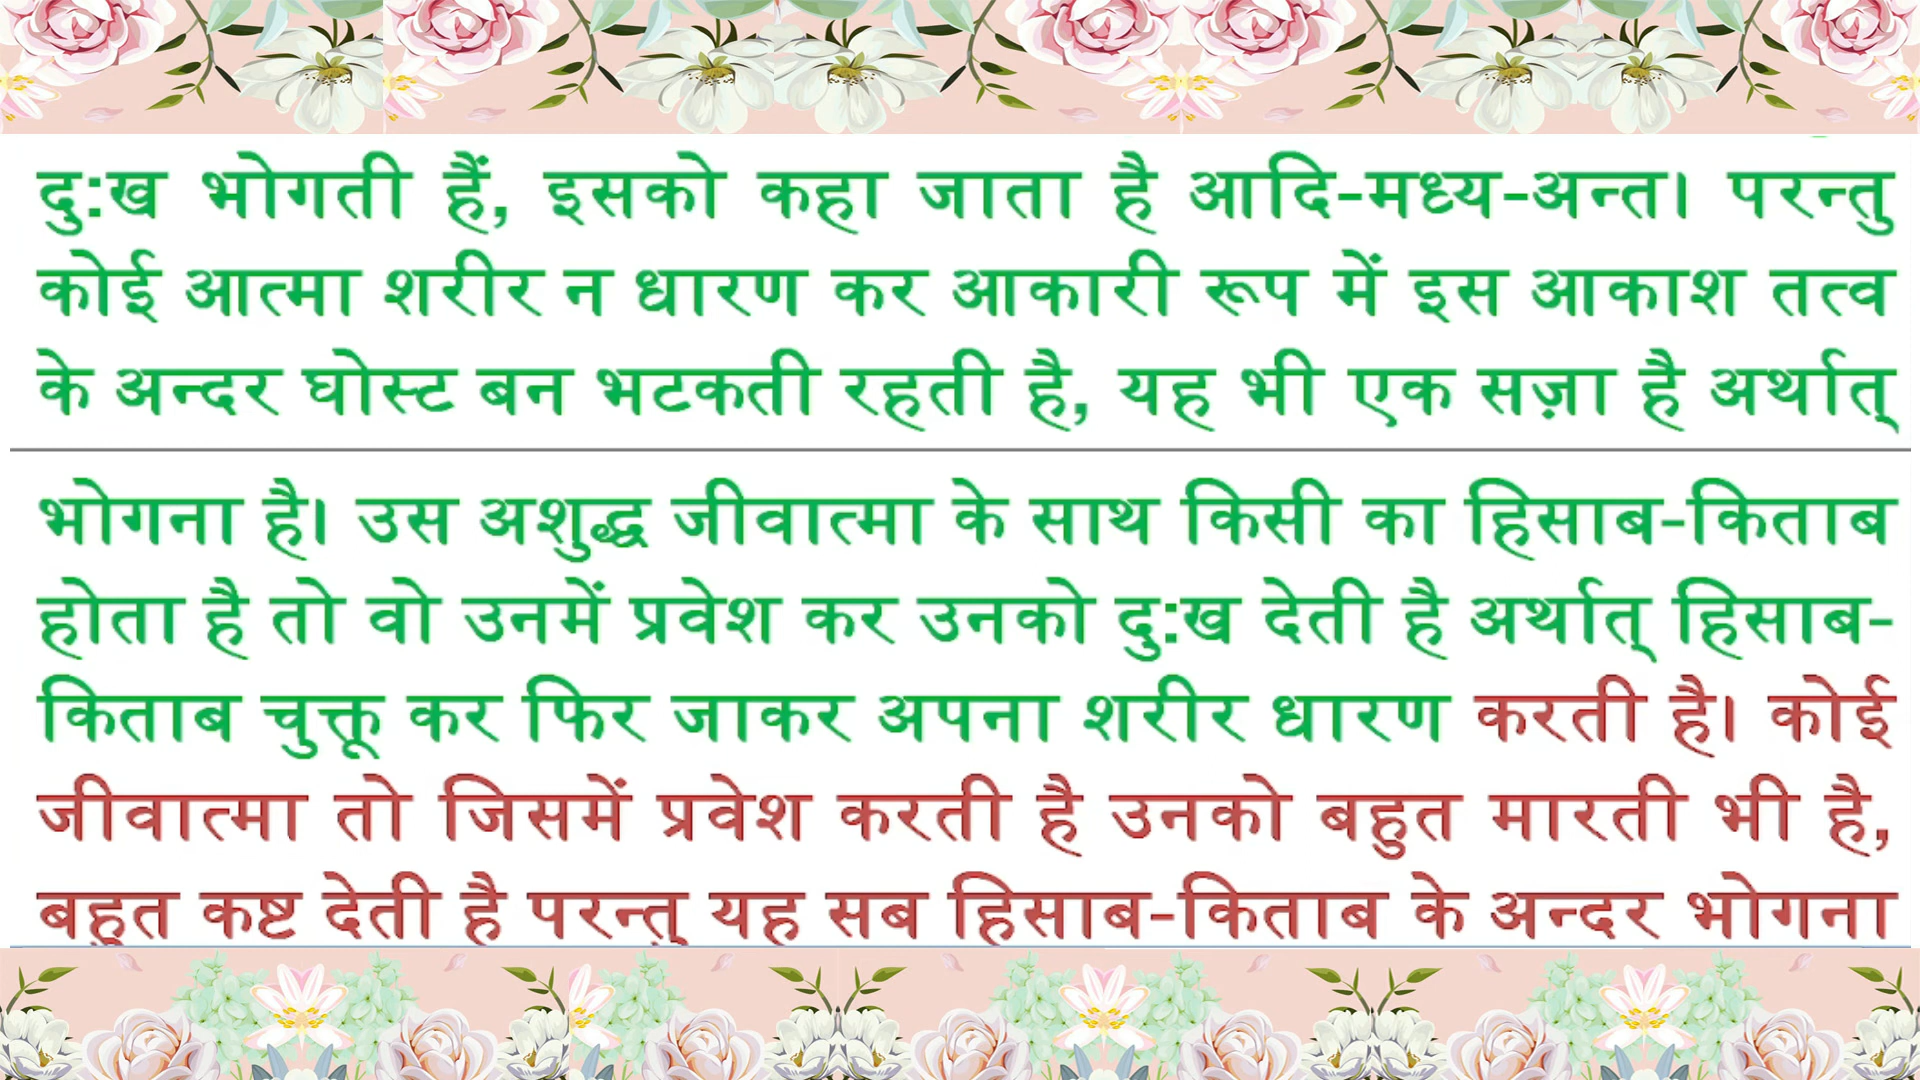 दु:ख भोगती हैं, इसको कहा जाता है आदि-मध्य-अन्त। परन्तु
कोई आत्मा शरीर न धारण कर आकारी रूप में इस आकाश तत्व
के अन्दर घोस्ट बन भटकती रहती है, यह भी एक सज़ा है अर्थात्
भोगना है। उस अशुद्ध जीवात्मा के साथ किसी का हिसाब-किताब
होता है तो वो उनमें प्रवेश कर उनको दु:ख देती है अर्थात् हिसाब-
किताब चुक्तू कर फिर जाकर अपना शरीर धारण करती है। कोई
जीवात्मा तो जिसमें प्रवेश करती है उनको बहुत मारती भी है,
बहुत कष्ट देती है परन्तु यह सब हिसाब-किताब के अन्दर भोगना